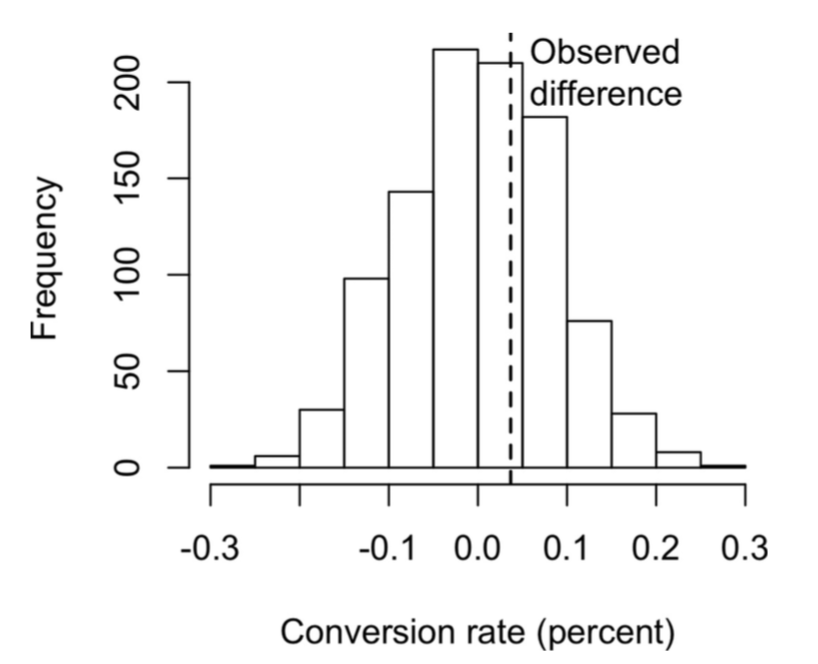 Observed
difference
Frequency
200
150
100
50
0
-0.3 -0.1 0.0 0.1 0.2 0.3
Conversion rate (percent)